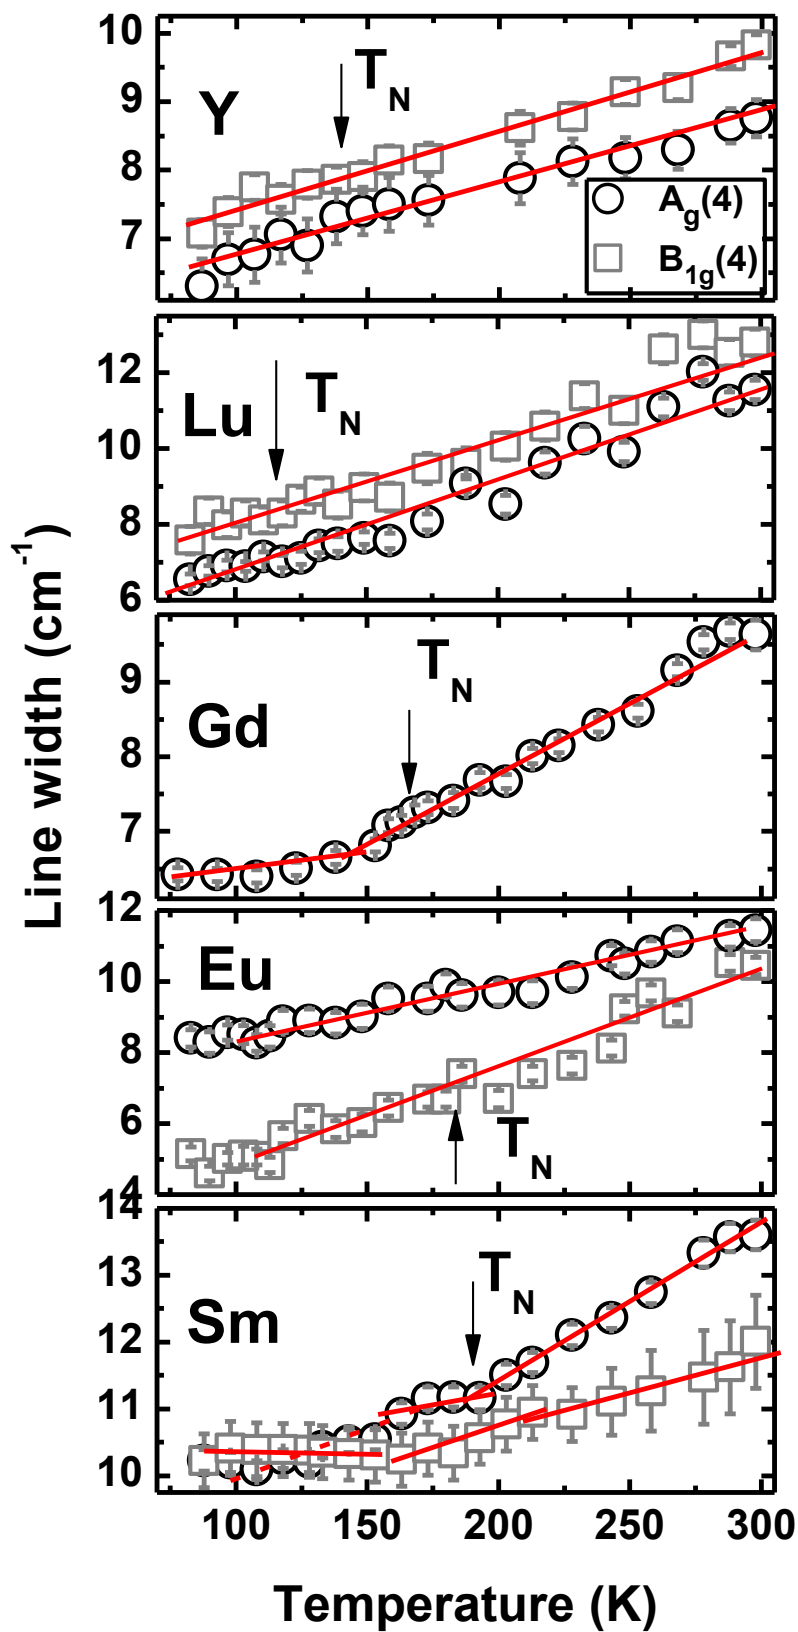 10
9
8
7
Y
T_N
A_g(4)
B_1g(4)
12
10
8
6
Lu
T_N
9
8
7
12
Gd
T_N
12
10
8
6
4
Eu
T_N
14
13
12
11
10
Sm
T_N
100 150 200 250 300
Line width (cm^-1)
Temperature (K)